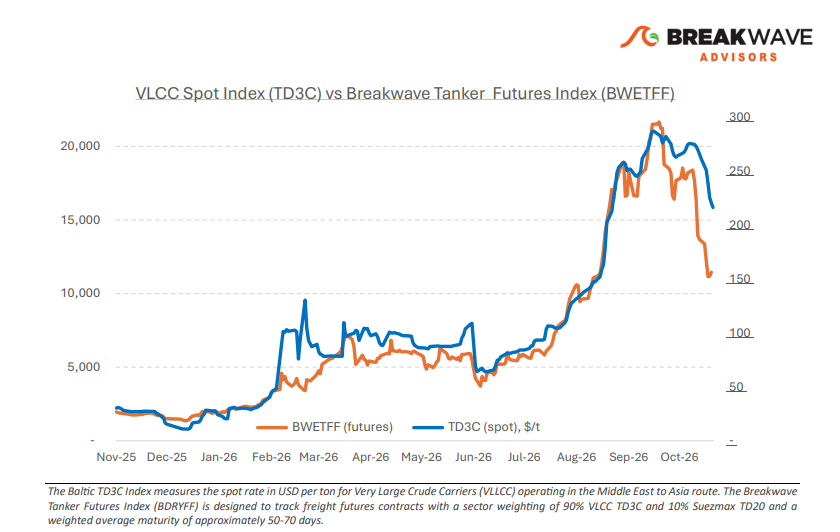 BREAKWAVE
ADVISORS
VLCC Spot Index (TD3C) vs Breakwave Tanker Futures Index (BWETFF)
300
20,000
250
15,000
200
150
10,000
100
5,000
50
-
-
BWETFF (futures) TD3C (spot), $/t
Nov-25 Dec-25 Jan-26 Feb-26 Mar-26 Apr-26 May-26 Jun-26 Jul-26 Aug-26 Sep-26 Oct-26
The Baltic TD3C Index measures the spot rate in USD per ton for Very Large Crude Carriers (VLLCC) operating in the Middle East to Asia route. The Breakwave
Tanker Futures Index (BDRYFF) is designed to track freight futures contracts with a sector weighting of 90% VLCC TD3C and 10% Suezmax TD20 and a
weighted average maturity of approximately 50-70 days.